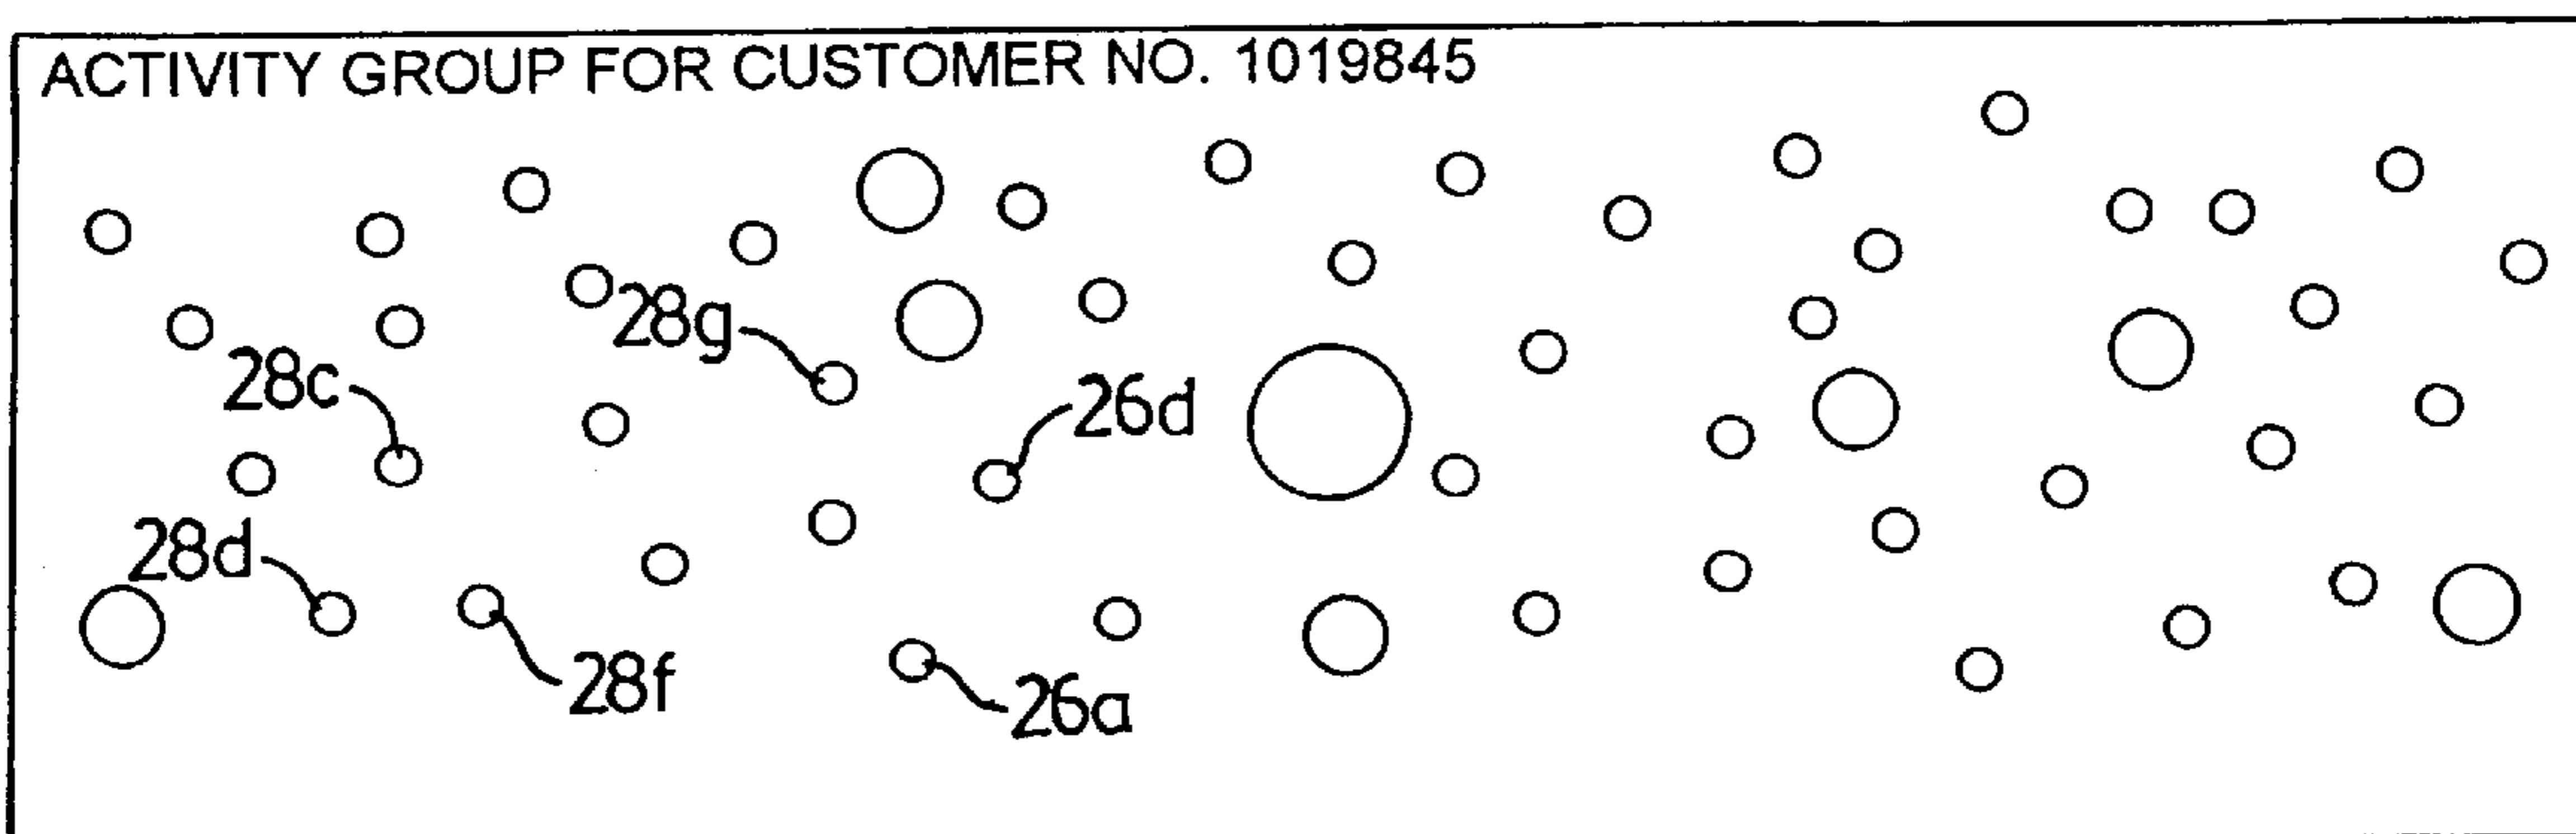 ACTIVITY GROUP FOR CUSTOMER NO. 1019845
28g
28c
26d
28d
28f
26a